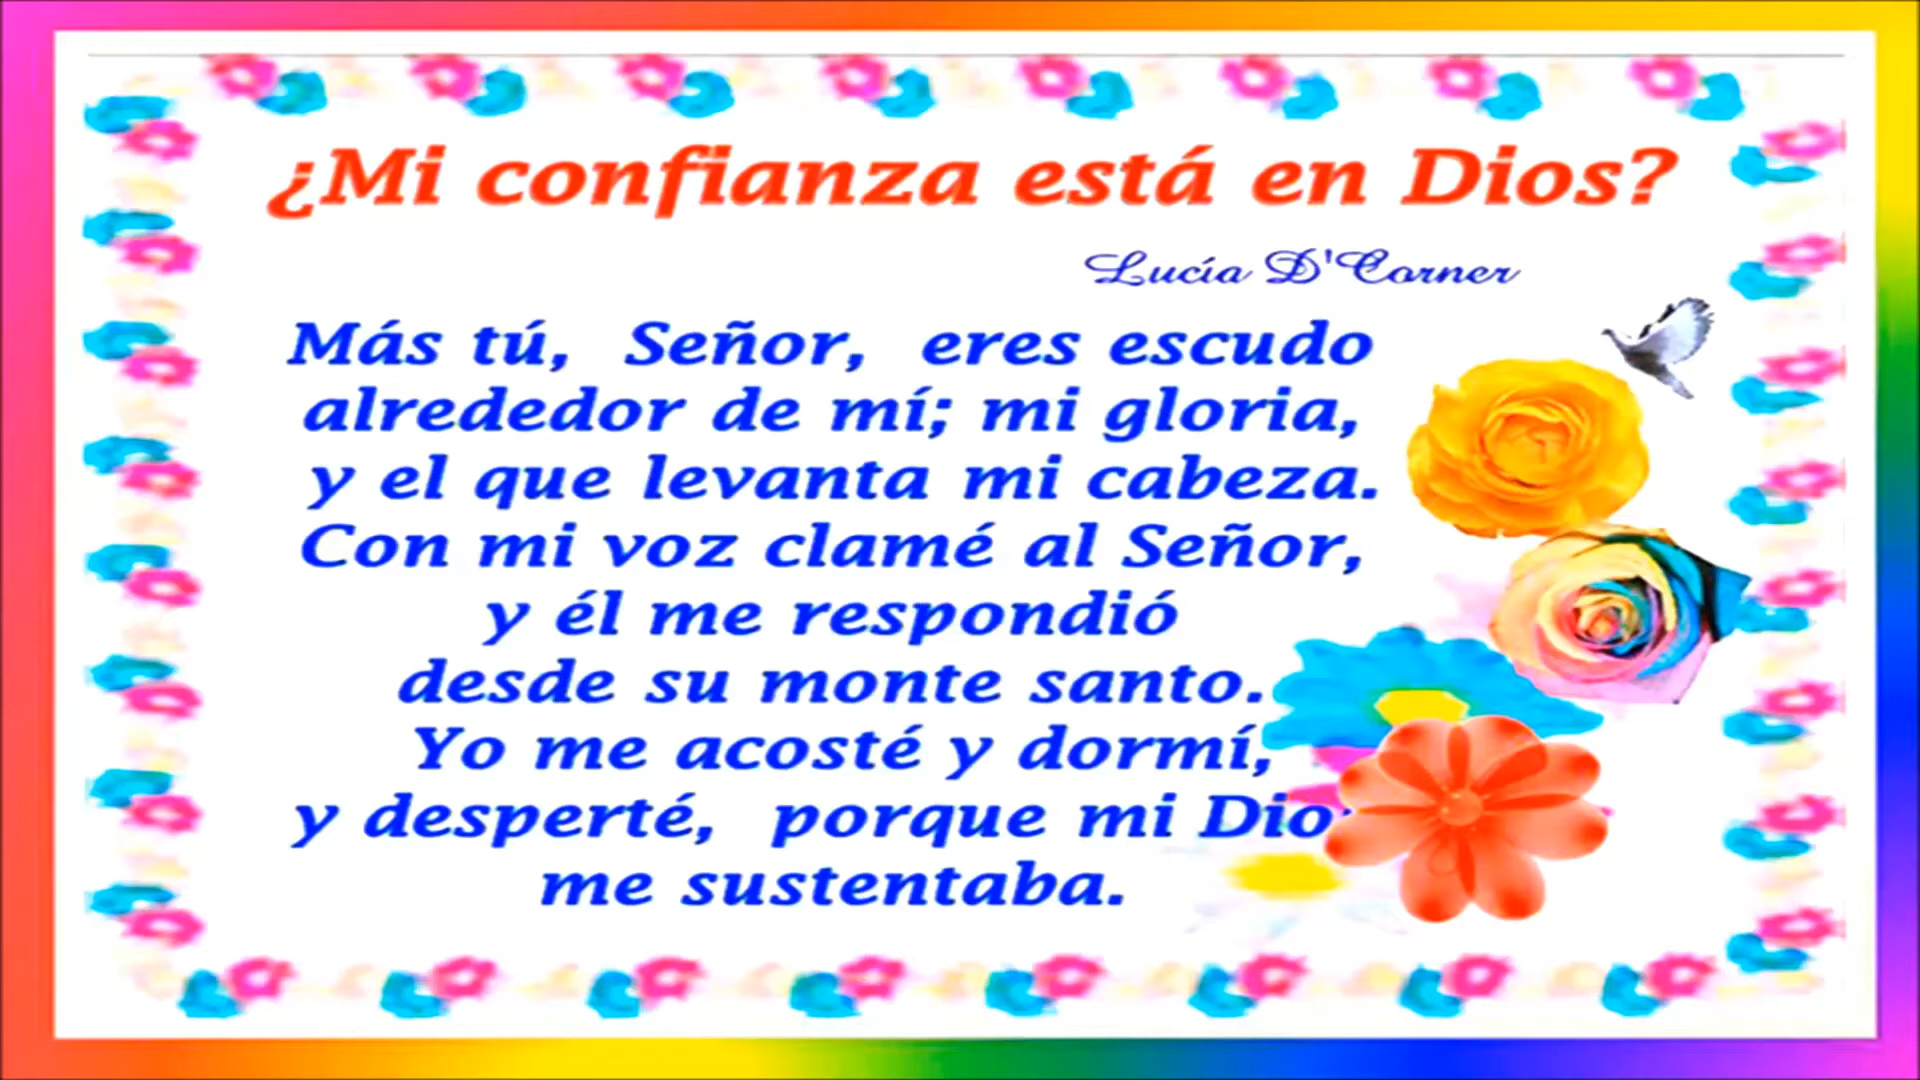 ¿Mi confianza está en Dios?
Lucía D'Corner
Más tú, Señor, eres escudo
alrededor de mí; mi gloria,
y el que levanta mi cabeza.
Con mi voz clamé al Señor,
y él me respondió
desde su monte santo.
Yo me acosté y dormí,
y desperté, porque mi Dios
me sustentaba.